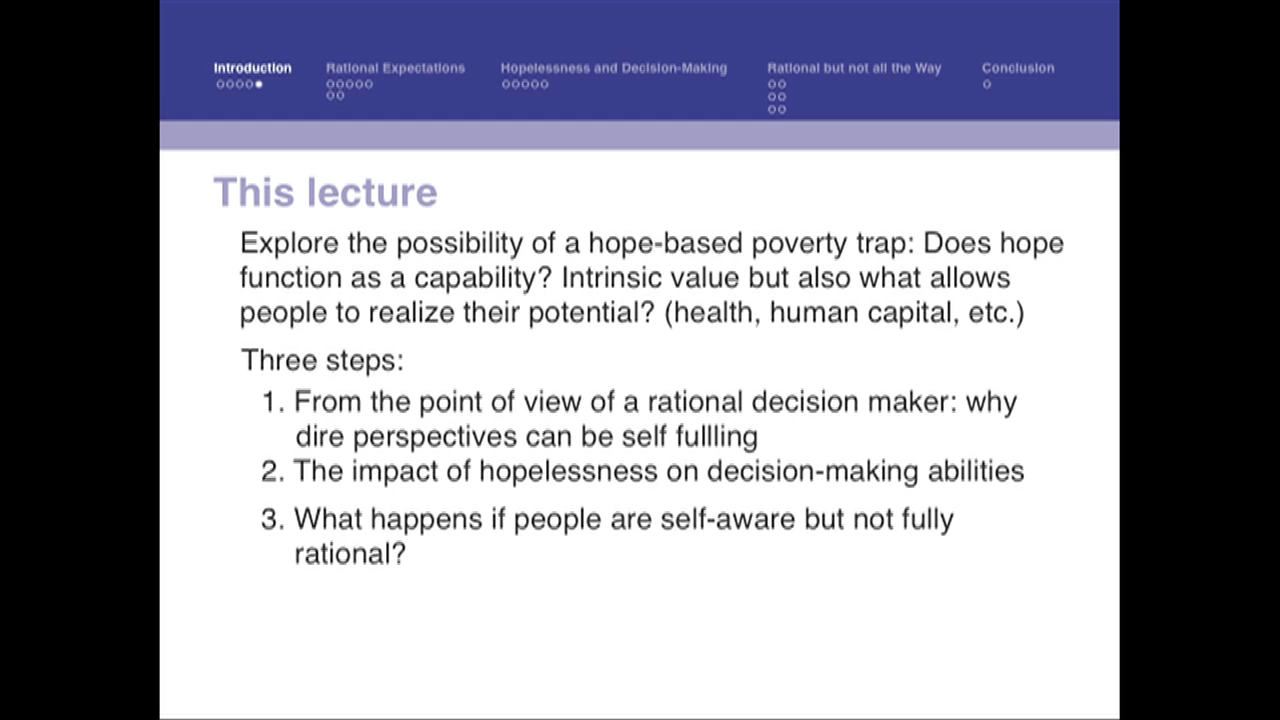 Introduction Rational Expectations Hopelessness and Decision-Making Rational but not all the Way Conclusion
This lecture
Explore the possibility of a hope-based poverty trap: Does hope
function as a capability? Intrinsic value but also what allows
people to realize their potential? (health, human capital, etc.)
Three steps:
1. From the point of view of a rational decision maker: why
dire perspectives can be self fullling
2. The impact of hopelessness on decision-making abilities
3. What happens if people are self-aware but not fully
rational?